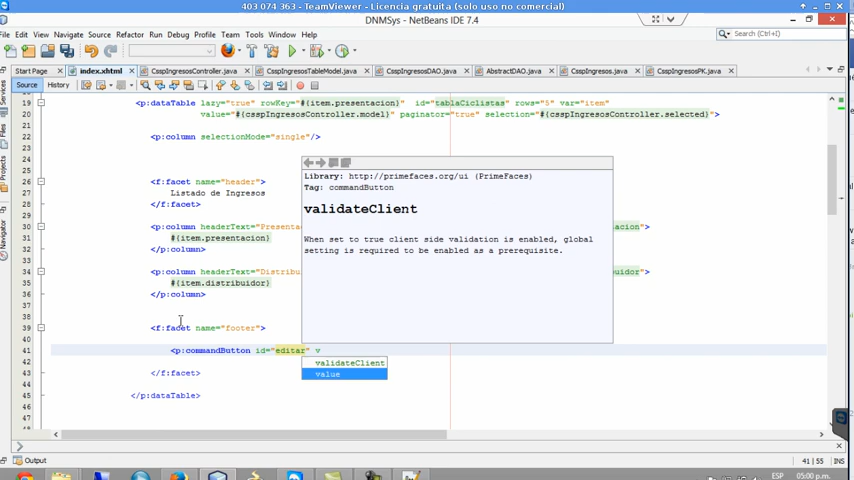 403 074 363 - TeamViewer - Licencia gratuita (solo uso no comercial)
DNMSys - NetBeans IDE 7.4
File Edit View Navigate Source Refactor Run Debug Profile Team Tools Window Help
Search (Ctrl+I)
Start Page index.xhtml CsspIngresosController.java CsspIngresosTableModel.java CsspIngresosDAO.java AbstractDAO.java CsspIngresos.java CsspIngresosPK.java
Source History
Services
Files
Projects
Navigator
19 <p:dataTable lazy="true" rowKey="#{item.presentacion}" id="tablaCiclistas" rows="5" var="item"
20 value="#{csspIngresosController.model}" paginator="true" selection="#{csspIngresosController.selected}">
22 <p:column selectionMode="single"/>
24
25
26 <f:facet name="header">
27 Listado de Ingresos
28 </f:facet>
29
30 <p:column headerText="Presenta
31 #{item.presentacion}
32 </p:column>
33
34 <p:column headerText="Distribu
35 #{item.distribuidor}
36 </p:column>
37
38
39 <f:facet name="footer">
40
41 <p:commandButton id="editar" v
42
43 </f:facet>
44
45 </p:dataTable>
46
47
Library: http://primefaces.org/ui (PrimeFaces)
Tag: commandButton
validateClient
When set to true client side validation is enabled, global
setting is required to be enabled as a prerequisite.
validateClient
value
Output
41 | 55 INS
ESP 05:00 p.m.